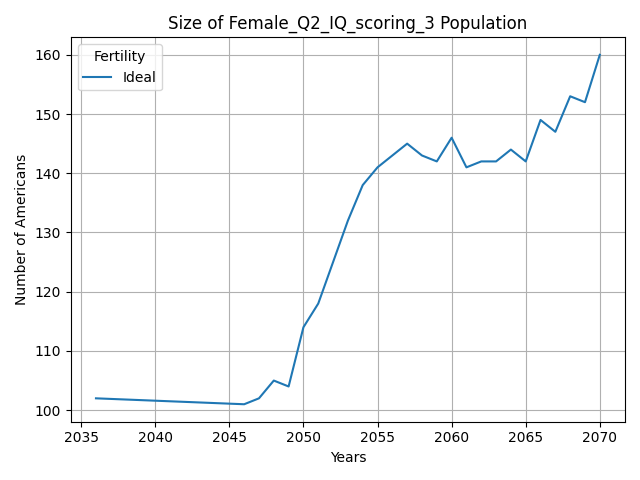 Size of Female_Q2_IQ_scoring_3 Population
Fertility
Ideal
Number of Americans
160
150
140
130
120
110
100
2035 2040 2045 2050 2055 2060 2065 2070
Years